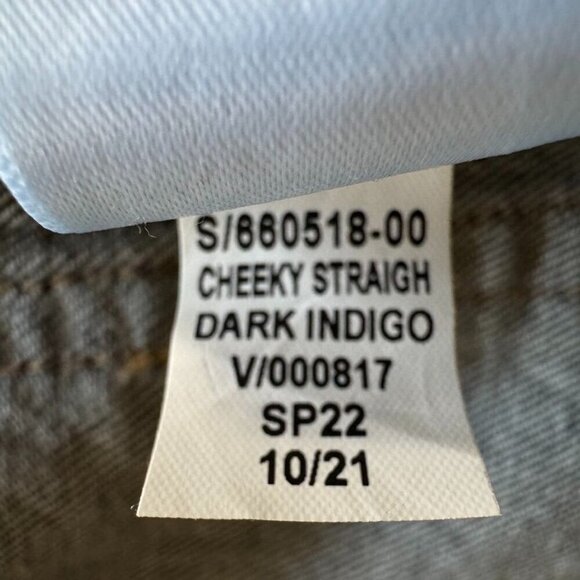 S/660518-00
CHEEKY STRAIGH
DARK INDIGO
V/000817
SP22
10/21